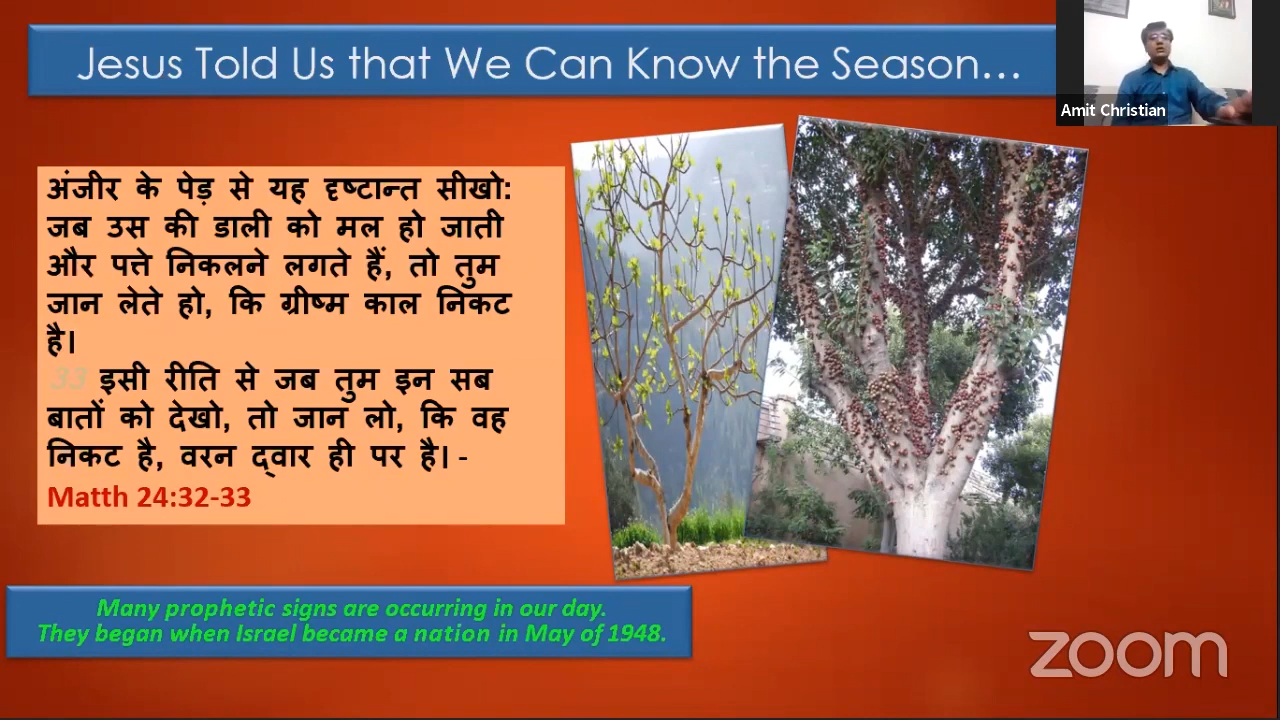 Jesus Told Us that We Can Know the Season…
Amit Christian
अंजीर के पेड़ से यह दृष्टान्त सीखो:
जब उस की डाली को मल हो जाती
और पत्ते निकलने लगते हैं, तो तुम
जान लेते हो, कि ग्रीष्म काल निकट
है।
33 इसी रीति से जब तुम इन सब
बातों को देखो, तो जान लो, कि वह
निकट है, वरन द्वार ही पर है। -
Matth 24:32-33
Many prophetic signs are occurring in our day.
They began when Israel became a nation in May of 1948.
zoom